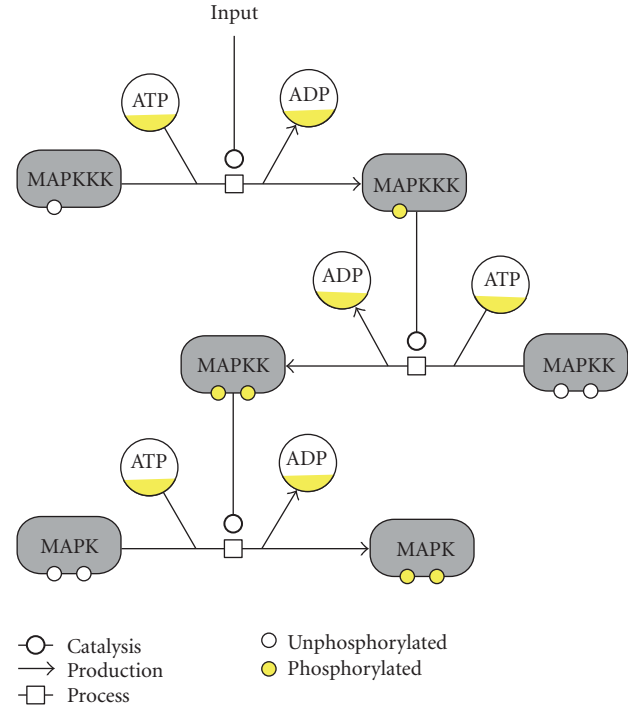 Input
ATP
ADP
MAPKKK
MAPKKK
ADP
ATP
MAPKK
MAPKK
ATP
ADP
MAPK
MAPK
Catalysis
Production
Process
Unphosphorylated
Phosphorylated